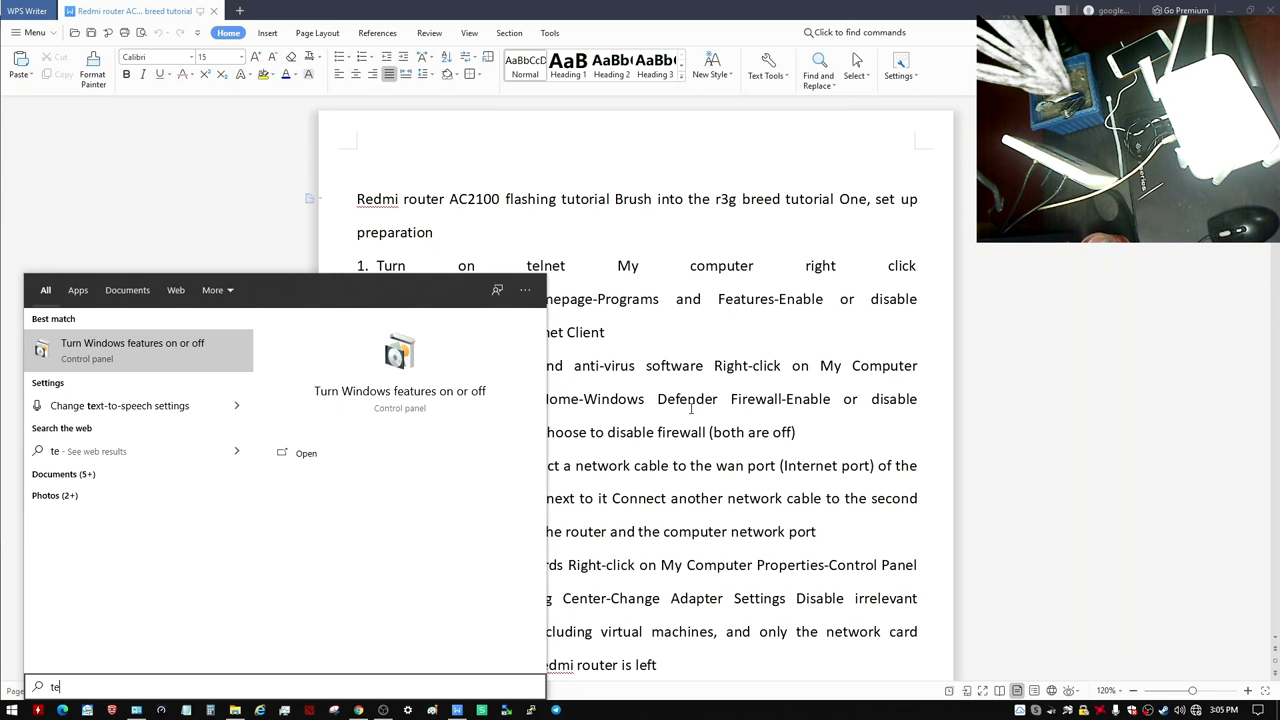 WPS Writer
Redmi router AC...breed tutorial
1
google...
Go Premium
Menu
Home
Insert
Page Layout
References
Review
View
Section
Tools
Click to find commands
Paste
Cut
Copy
Format Painter
Calibri
15
AaBbCcD
Normal
AaB
Heading 1
AaBb(
Heading 2
AaBbC
Heading 3
New Style
Text Tools
Find and Replace
Select
Settings
Redmi router AC2100 flashing tutorial Brush into the r3g breed tutorial One, set up
preparation
1. Turn on telnet My computer right click
mepage-Programs and Features-Enable or disable
net Client
nd anti-virus software Right-click on My Computer
Home-Windows Defender Firewall-Enable or disable
hoose to disable firewall (both are off)
ct a network cable to the wan port (Internet port) of the
next to it Connect another network cable to the second
he router and the computer network port
rds Right-click on My Computer Properties-Control Panel
g Center-Change Adapter Settings Disable irrelevant
cluding virtual machines, and only the network card
edmi router is left
All
Apps
Documents
Web
More
Best match
Turn Windows features on or off
Control panel
Settings
Change text-to-speech settings
Search the web
te - See web results
Documents (5+)
Photos (2+)
Turn Windows features on or off
Control panel
Open
te
120%
3:05 PM